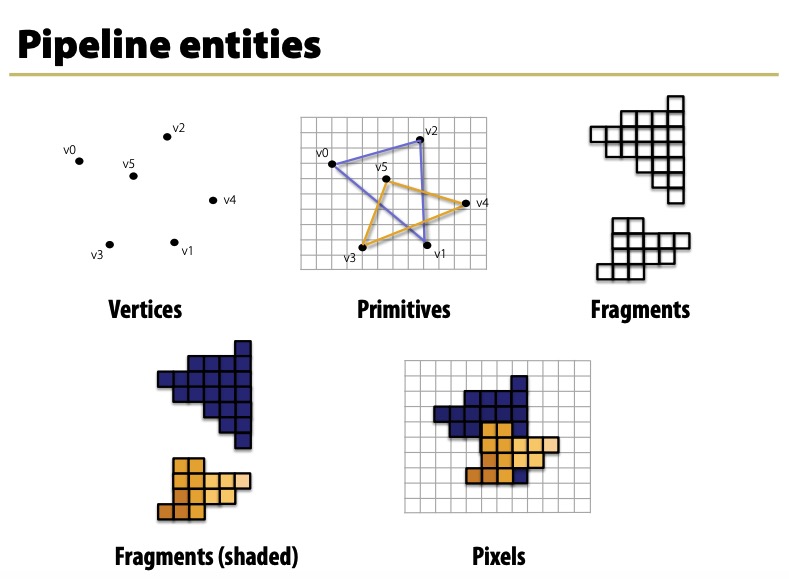 Pipeline entities
v0
v2
v5
v4
v3
v1
v0
v2
v5
v4
v3
v1
Vertices
Primitives
Fragments
Fragments (shaded)
Pixels